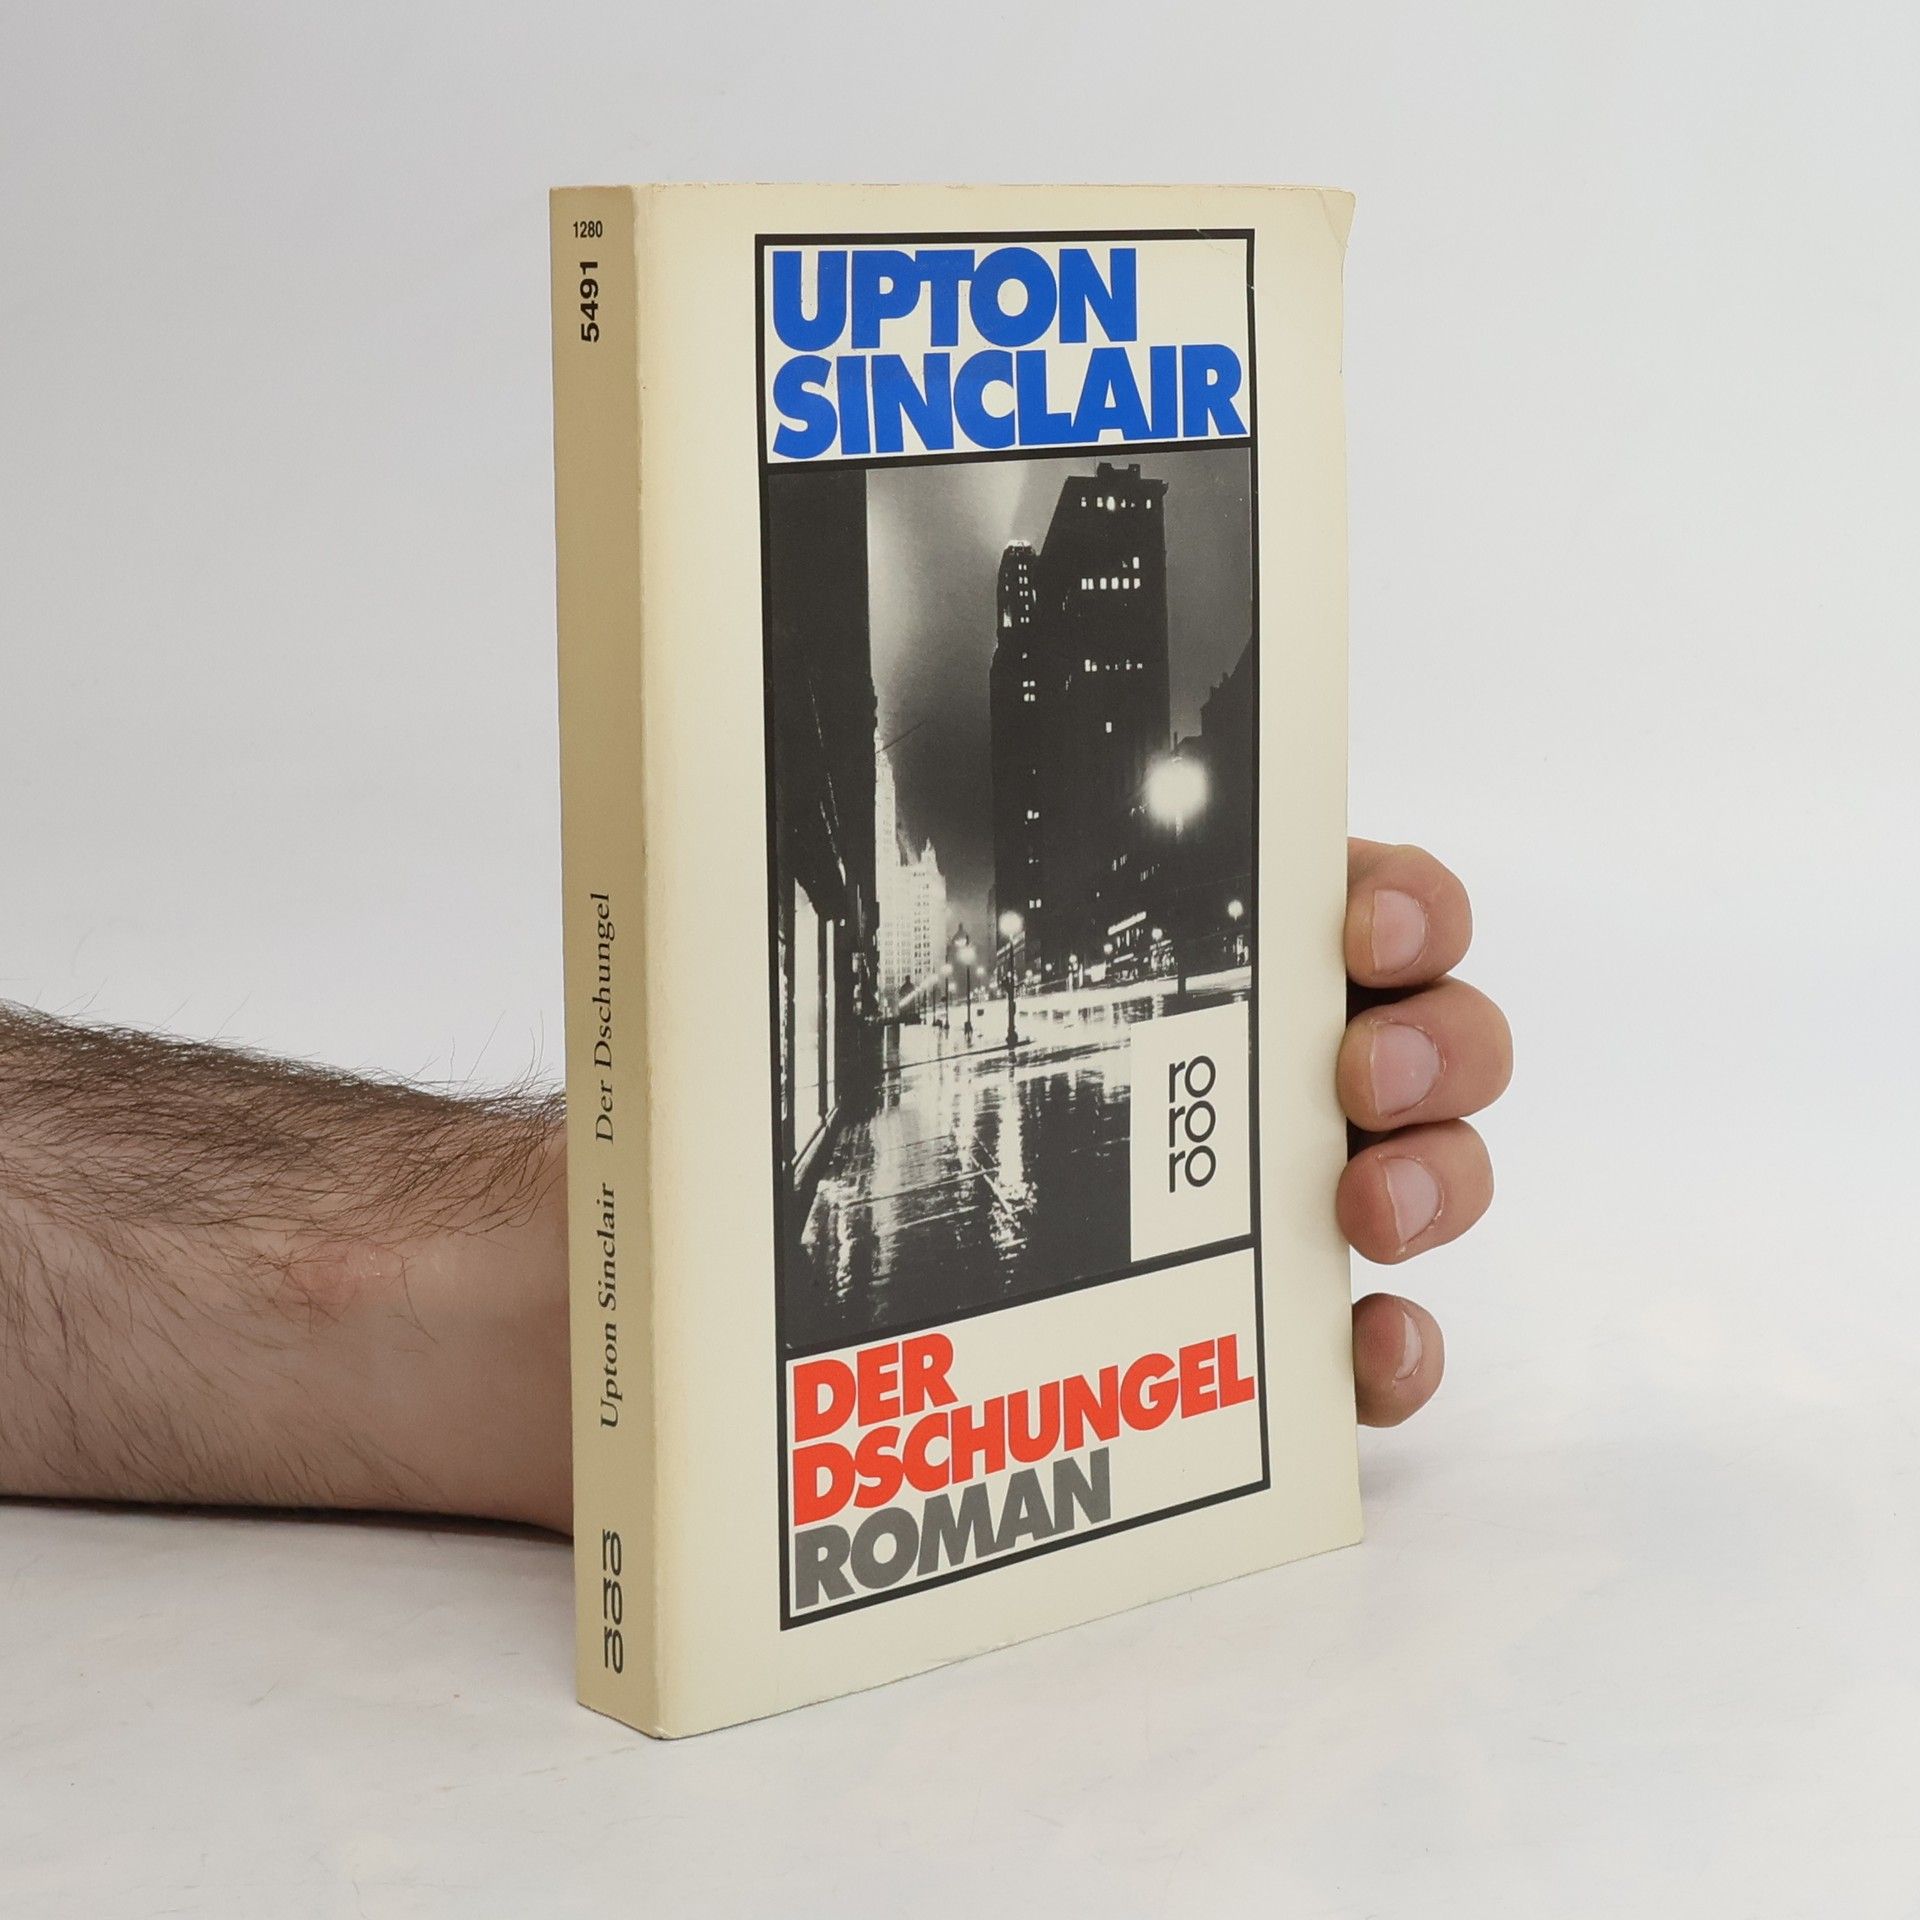 1280
5491
Upton Sinclair Der Dschungel
ro
ro
ro
UPTON
SINCLAIR
ro
ro
ro
DER
DSCHUNGEL
ROMAN